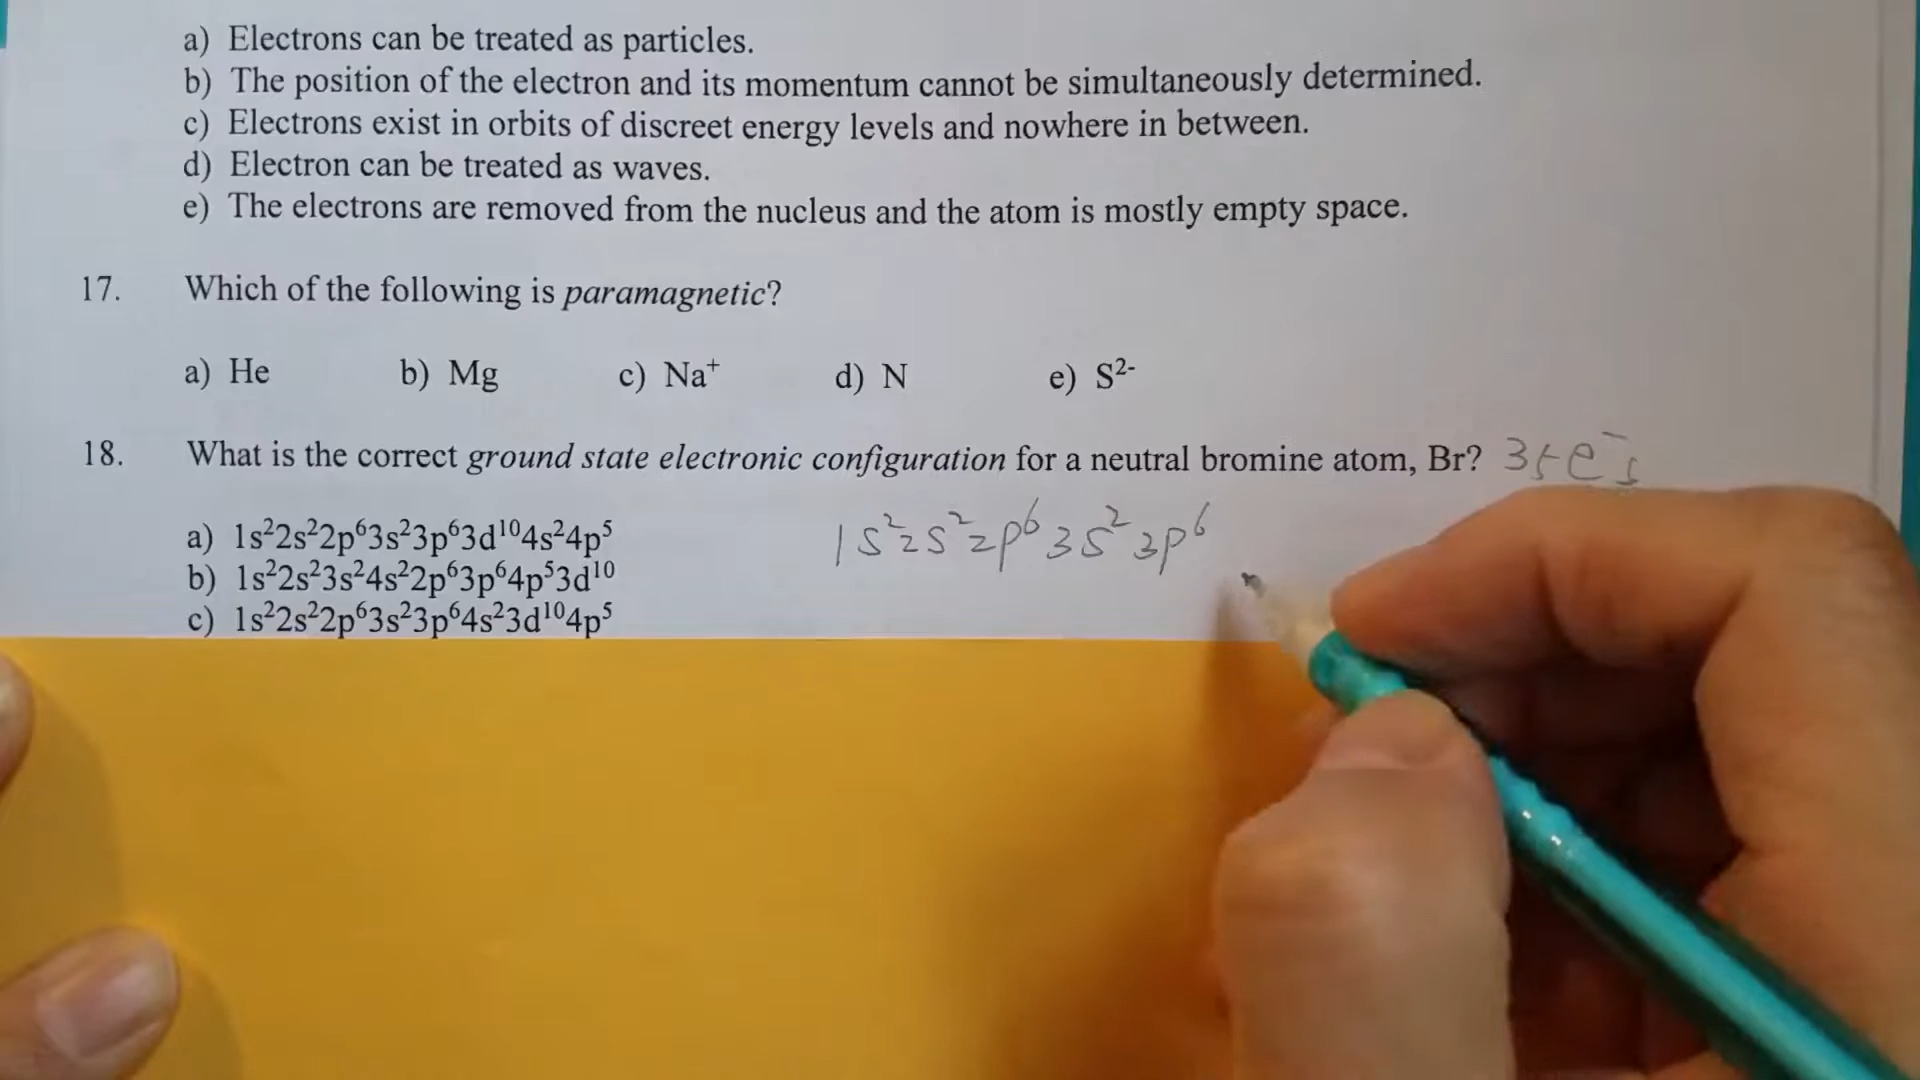 a) Electrons can be treated as particles.
b) The position of the electron and its momentum cannot be simultaneously determined.
c) Electrons exist in orbits of discreet energy levels and nowhere in between.
d) Electron can be treated as waves.
e) The electrons are removed from the nucleus and the atom is mostly empty space.
17. Which of the following is paramagnetic?
a) He b) Mg c) Na⁺ d) N e) S²⁻
18. What is the correct ground state electronic configuration for a neutral bromine atom, Br? 35e⁻s
a) 1s²2s²2p⁶3s²3p⁶3d¹⁰4s²4p⁵
1s²2s²2p⁶3s²3p⁶
b) 1s²2s²3s²4s²2p⁶3p⁶4p⁵3d¹⁰
c) 1s²2s²2p⁶3s²3p⁶4s²3d¹⁰4p⁵